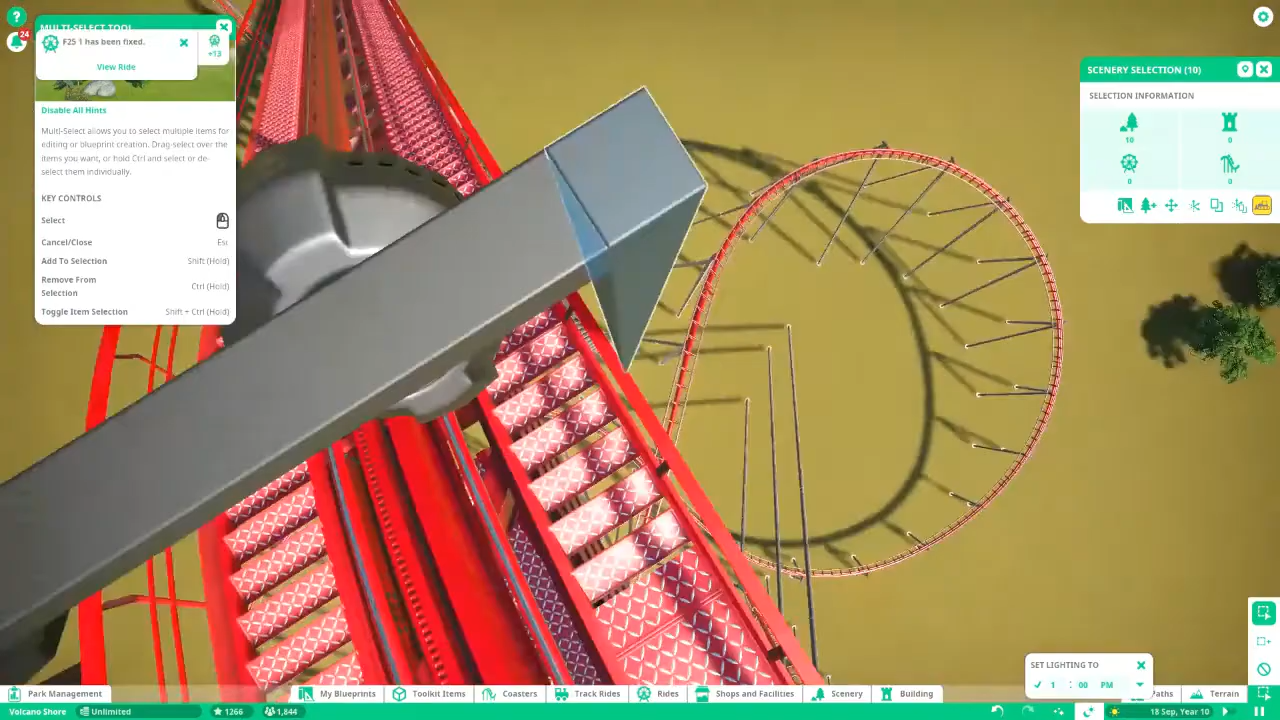 ?
24
MULTI-SELECT TOOL
F25 1 has been fixed.
+13
View Ride
Disable All Hints
Multi-Select allows you to select multiple items for
editing or blueprint creation. Drag-select over the
items you want, or hold Ctrl and select or de-
select them individually.
KEY CONTROLS
Select
Cancel/Close Esc
Add To Selection Shift (Hold)
Remove From
Selection Ctrl (Hold)
Toggle Item Selection Shift + Ctrl (Hold)
SCENERY SELECTION (10)
SELECTION INFORMATION
10 0
0 0
SET LIGHTING TO
1 : 00 PM
Park Management My Blueprints Toolkit Items Coasters Track Rides Rides Shops and Facilities Scenery Building Paths Terrain
Volcano Shore Unlimited 1266 1,844 18 Sep, Year 10